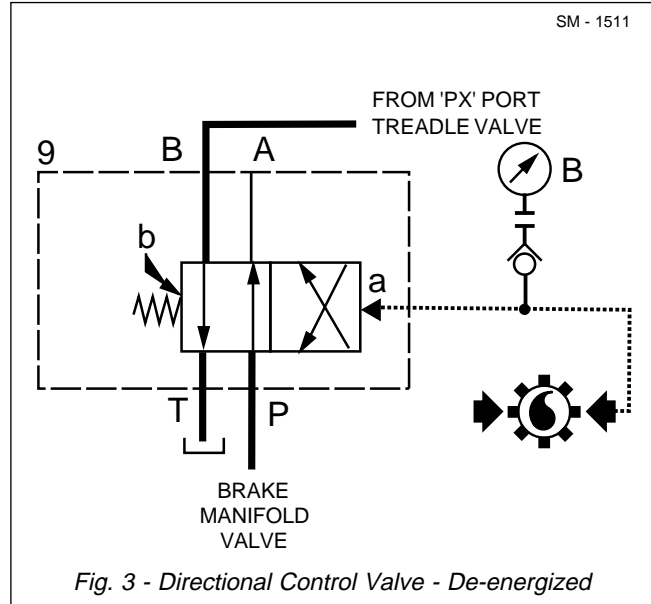 SM - 1511
FROM 'PX' PORT
TREADLE VALVE
9
B
A
B
b
a
T
P
BRAKE
MANIFOLD
VALVE
Fig. 3 - Directional Control Valve - De-energized